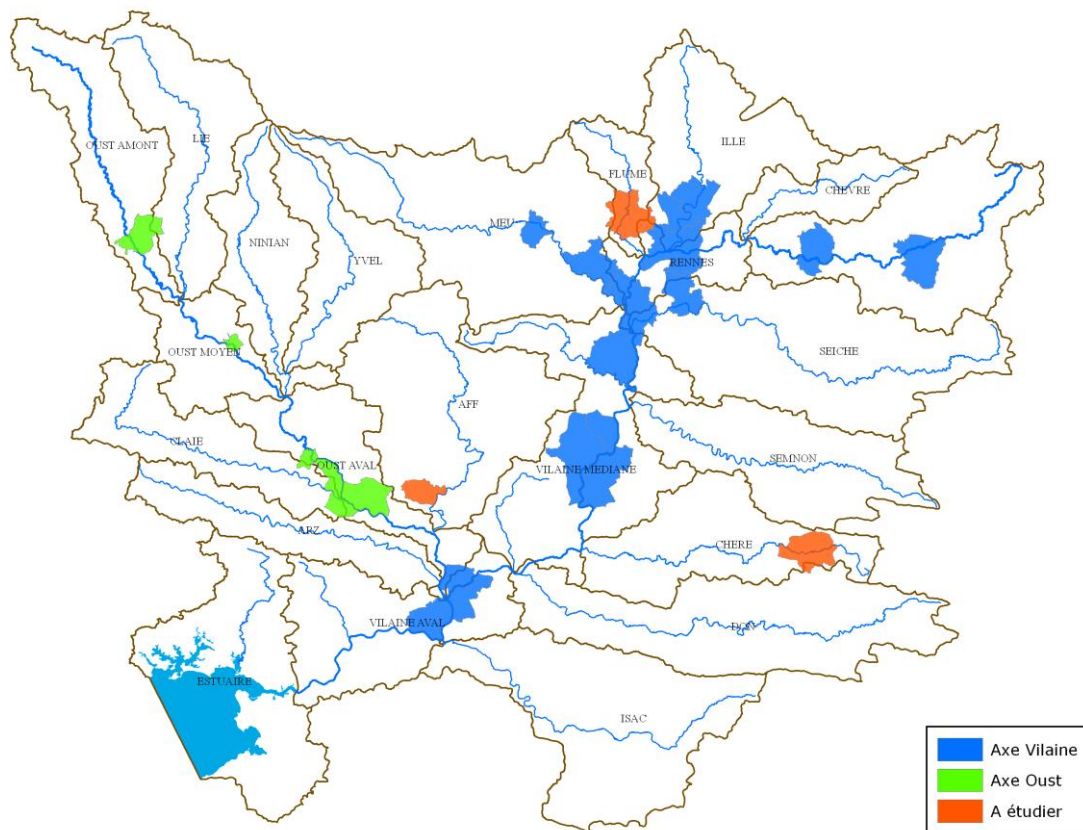 OUST AMONT
LIE
ILLE
FLUME
CHEVRE
MEU
NINIAN
YVEL
RENNES
OUST MOYEN
SEICHE
AFF
CLAIE
OUST AVAL
VILAINE MEDIANE
SEMNON
ARZ
CHERE
VILAINE AVAL
DON
ESTUAIRE
ISAC
Axe Vilaine
Axe Oust
A étudier